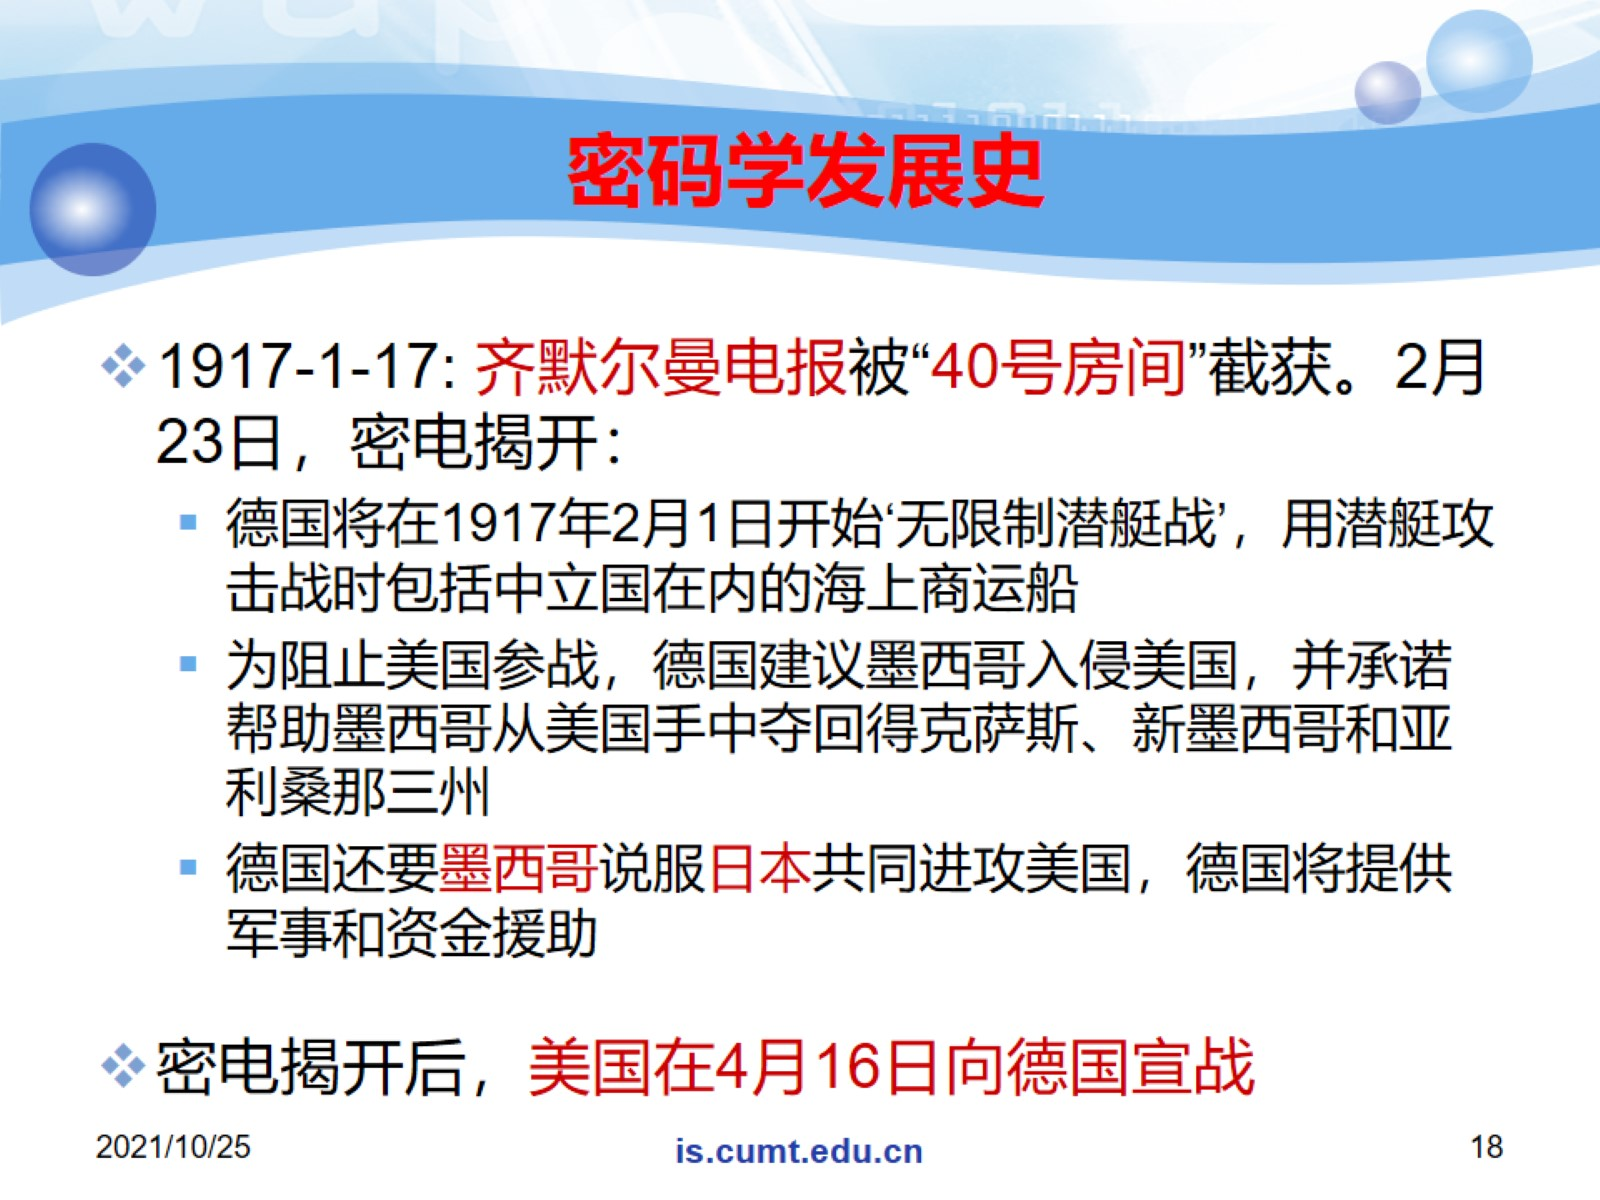 密码学发展史
1917-1-17: 齐默尔曼电报被“40号房间”截获。2月
23日，密电揭开：
德国将在1917年2月1日开始‘无限制潜艇战’，用潜艇攻
击战时包括中立国在内的海上商运船
为阻止美国参战，德国建议墨西哥入侵美国，并承诺
帮助墨西哥从美国手中夺回得克萨斯、新墨西哥和亚
利桑那三州
德国还要墨西哥说服日本共同进攻美国，德国将提供
军事和资金援助
密电揭开后，美国在4月16日向德国宣战
2021/10/25
is.cumt.edu.cn
18